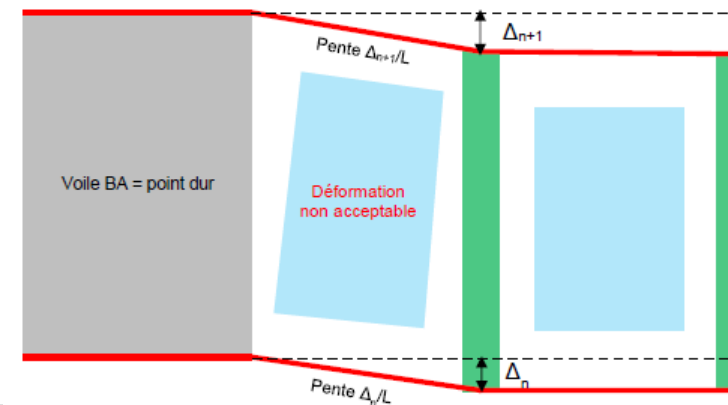 Δn+1
Pente Δn+1/L
Voile BA = point dur
Déformation
non acceptable
Δn
Pente Δn/L